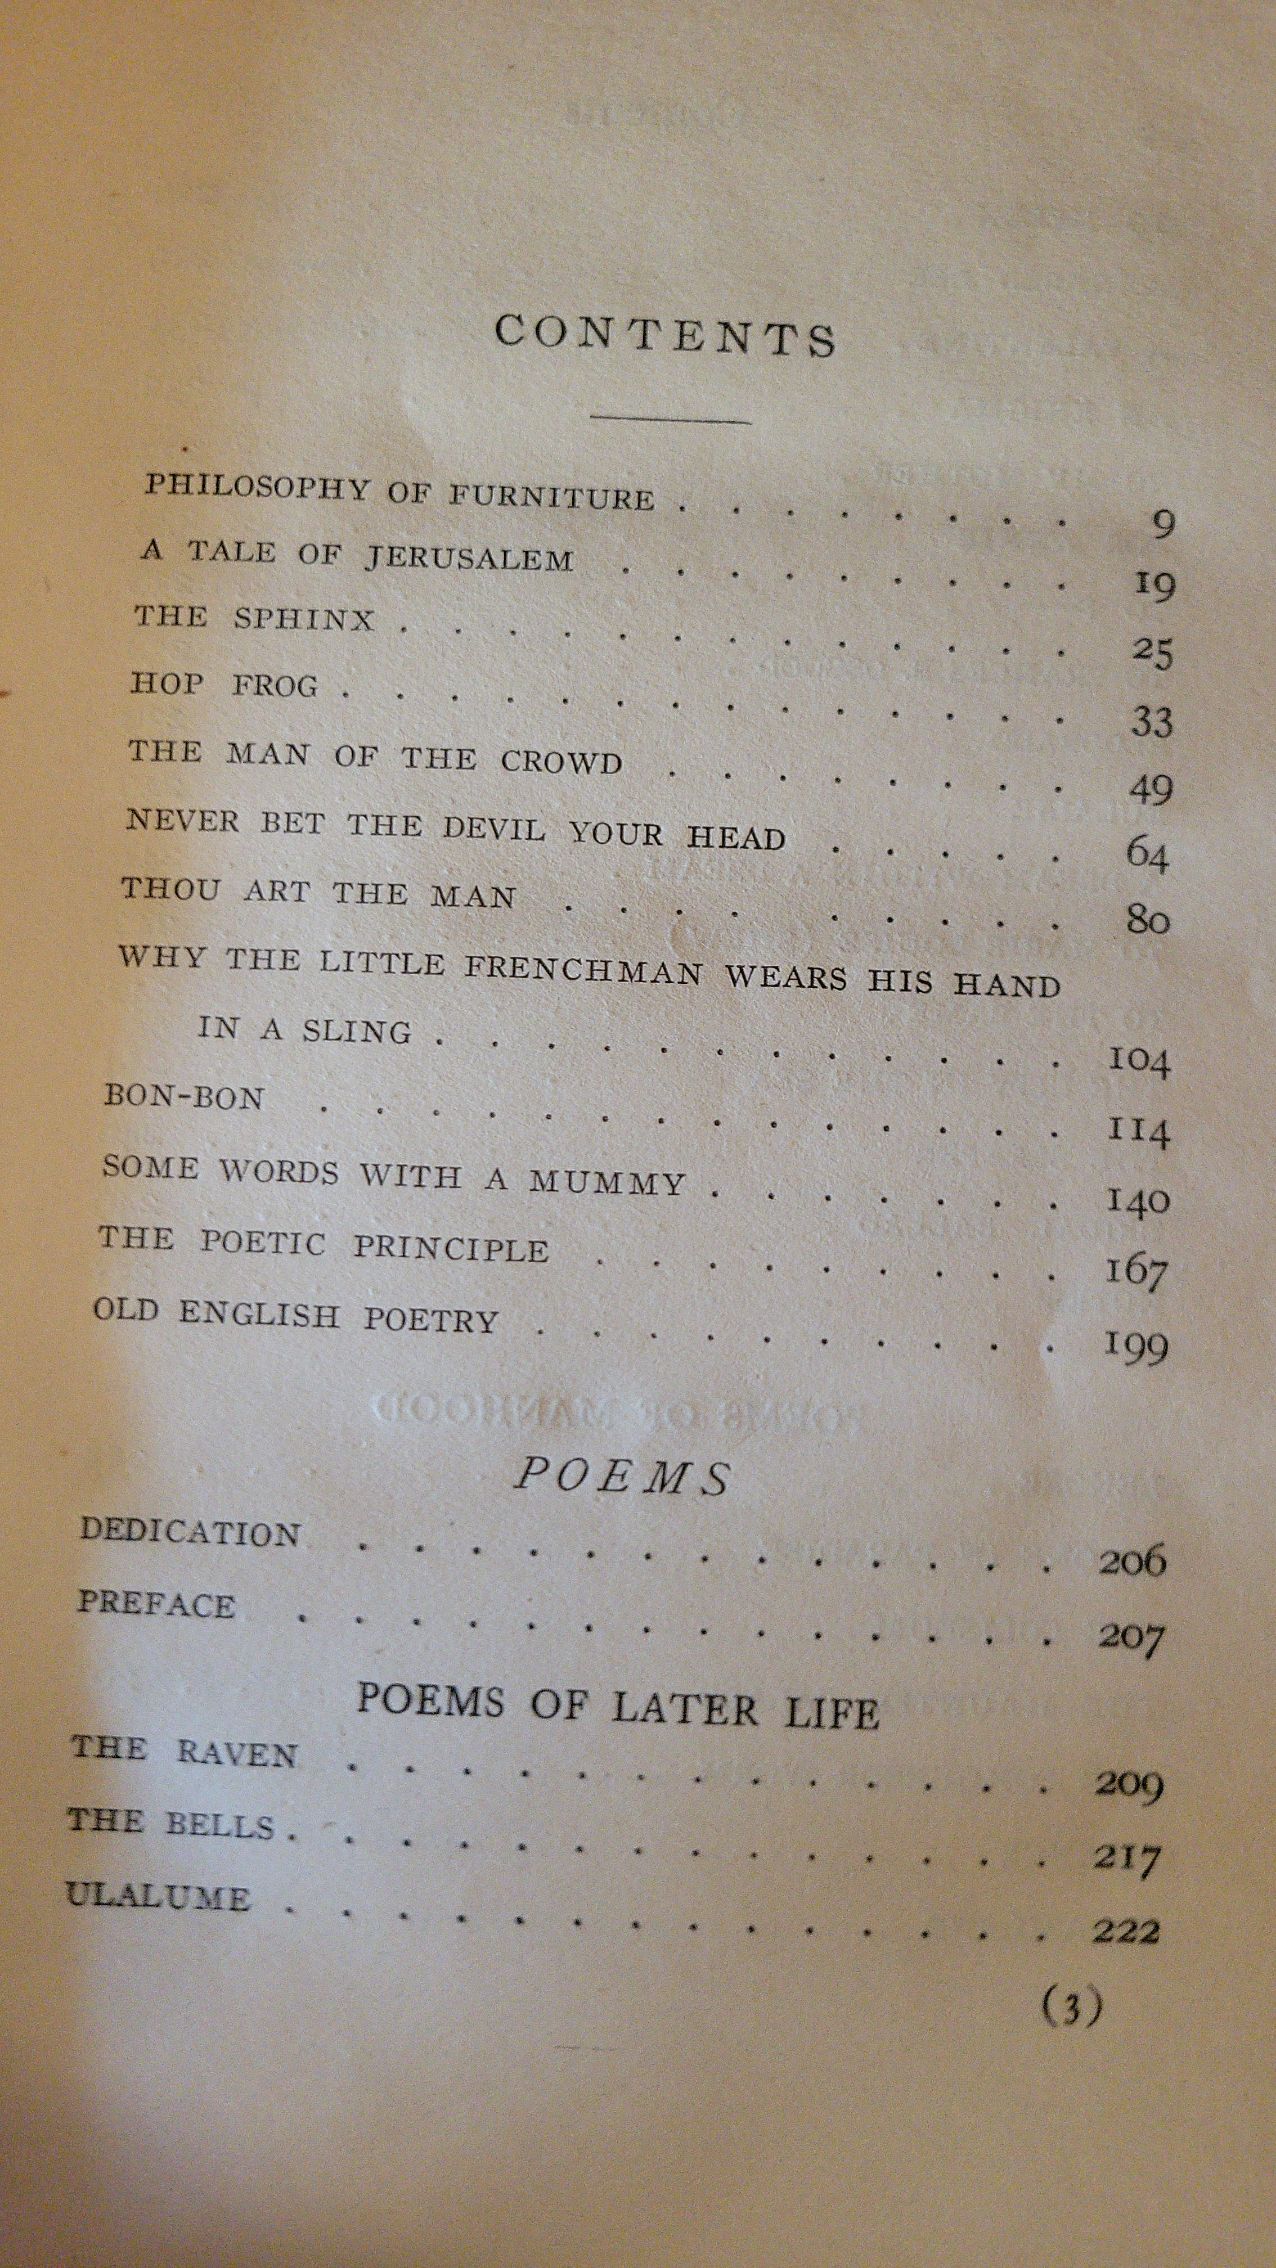 CONTENTS
PHILOSOPHY OF FURNITURE . . . . . . . . 9
A TALE OF JERUSALEM . . . . . . . . . 19
THE SPHINX . . . . . . . . . . . . . 25
HOP FROG . . . . . . . . . . . . . . 33
THE MAN OF THE CROWD . . . . . . . . 49
NEVER BET THE DEVIL YOUR HEAD . . . . . 64
THOU ART THE MAN . . . . . . . . . 80
WHY THE LITTLE FRENCHMAN WEARS HIS HAND
IN A SLING . . . . . . . . . . . . 104
BON-BON . . . . . . . . . . . . . . 114
SOME WORDS WITH A MUMMY . . . . . . . 140
THE POETIC PRINCIPLE . . . . . . . . . 167
OLD ENGLISH POETRY . . . . . . . . . . 199
POEMS
DEDICATION . . . . . . . . . . . . . 206
PREFACE . . . . . . . . . . . . . . 207
POEMS OF LATER LIFE
THE RAVEN . . . . . . . . . . . . . 209
THE BELLS . . . . . . . . . . . . . . 217
ULALUME . . . . . . . . . . . . . . 222
(3)